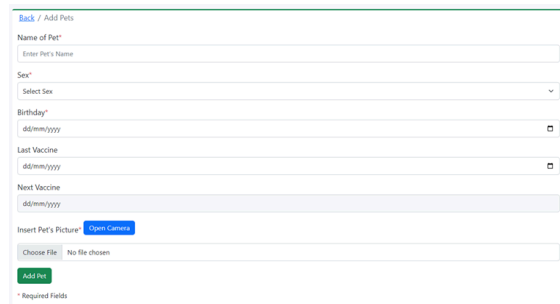 Back / Add Pets
Name of Pet*
Enter Pet's Name
Sex*
Select Sex
Birthday*
dd/mm/yyyy
Last Vaccine
dd/mm/yyyy
Next Vaccine
dd/mm/yyyy
Insert Pet's Picture* Open Camera
Choose File No file chosen
Add Pet
* Required Fields